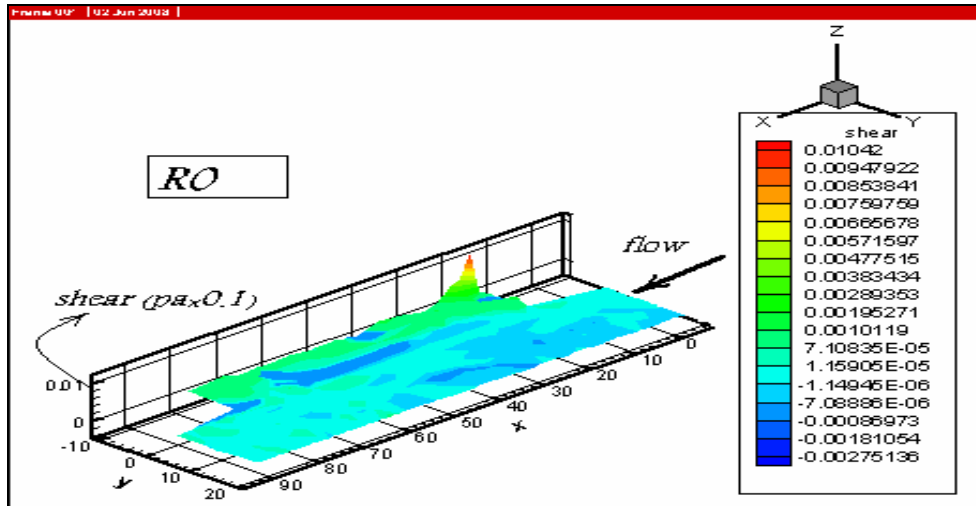 Frame 001 | 02 Jun 2008 |
Z
X
Y
RO
flow
shear (pax0.1)
0.01
0
-10
0
10
20
y
90
80
70
60
50
40
30
20
10
0
x
shear
0.01042
0.00947922
0.00853841
0.00759759
0.00665678
0.00571597
0.00477515
0.00383434
0.00289353
0.00195271
0.0010119
7.10835E-05
1.15905E-05
-1.14945E-06
-7.08886E-06
-0.00086973
-0.00181054
-0.00275136